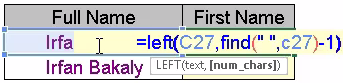 Full Name First Name
Irfa =left(C27,find(" ",c27)-1)
Irfan Bakaly LEFT(text, [num_chars])